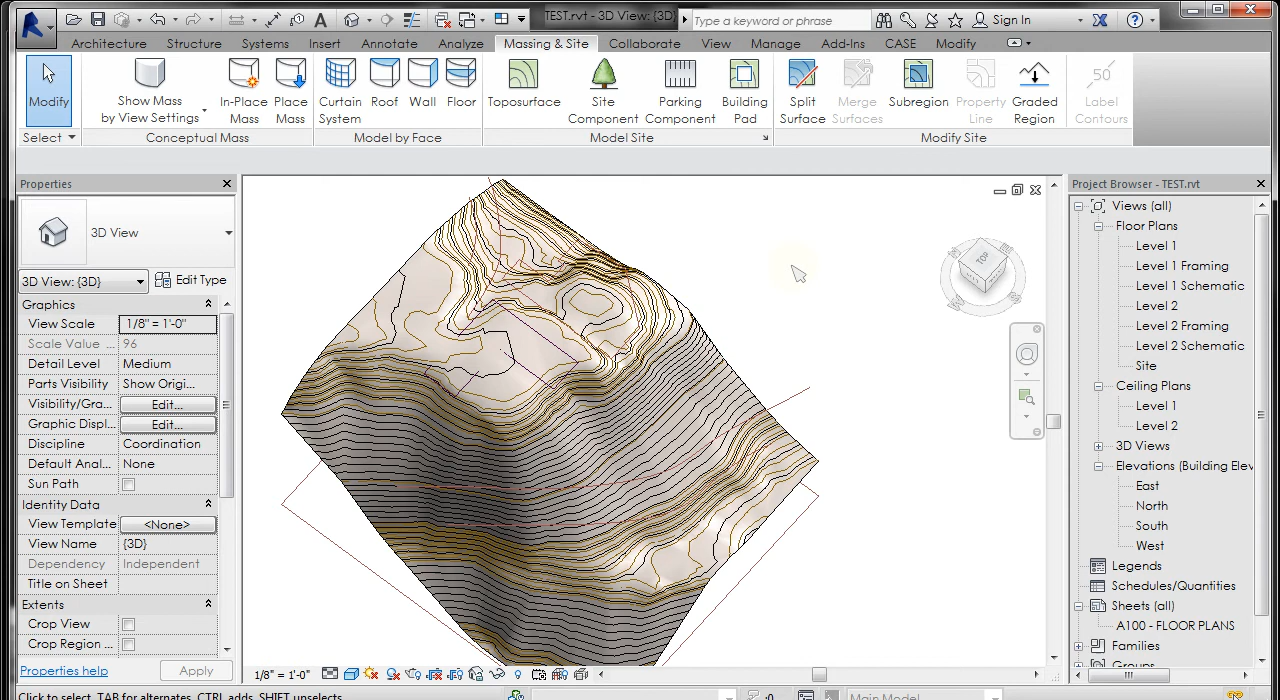 TEST.rvt - 3D View: {3D}
Type a keyword or phrase
Sign In
Architecture Structure Systems Insert Annotate Analyze Massing & Site Collaborate View Manage Add-Ins CASE Modify
Modify
Show Mass
by View Settings
In-Place
Mass
Place
Mass
Curtain
System
Roof
Wall
Floor
Toposurface
Site
Component
Parking
Component
Building
Pad
Split
Surface
Merge
Surfaces
Subregion
Property
Line
Graded
Region
50
Label
Contours
Select
Conceptual Mass
Model by Face
Model Site
Modify Site
Properties
3D View
3D View: {3D}
Edit Type
Graphics
View Scale 1/8" = 1'-0"
Scale Value ... 96
Detail Level Medium
Parts Visibility Show Origi...
Visibility/Gra... Edit...
Graphic Displ... Edit...
Discipline Coordination
Default Anal... None
Sun Path
Identity Data
View Template <None>
View Name {3D}
Dependency Independent
Title on Sheet
Extents
Crop View
Crop Region ...
Properties help
Apply
TOP
1/8" = 1'-0"
Project Browser - TEST.rvt
Views (all)
Floor Plans
Level 1
Level 1 Framing
Level 1 Schematic
Level 2
Level 2 Framing
Level 2 Schematic
Site
Ceiling Plans
Level 1
Level 2
3D Views
Elevations (Building Elev
East
North
South
West
Legends
Schedules/Quantities
Sheets (all)
A100 - FLOOR PLANS
Families
Groups
Click to select, TAB for alternates, CTRL adds, SHIFT unselects.
:0
Main Model